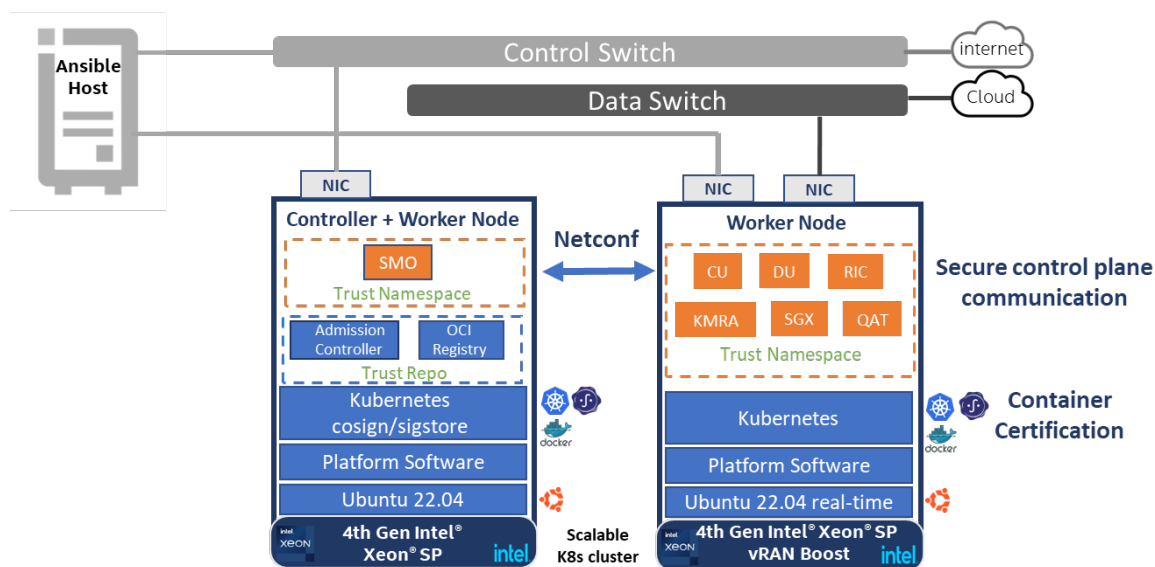 Ansible
Host
Control Switch
internet
Data Switch
Cloud
NIC
NIC
NIC
Controller + Worker Node
SMO
Trust Namespace
Admission
Controller
OCI
Registry
Trust Repo
Kubernetes
cosign/sigstore
docker
Platform Software
Ubuntu 22.04
intel
XEON
4th Gen Intel®
Xeon® SP
intel
Netconf
Scalable
K8s cluster
Worker Node
CU
DU
RIC
KMRA
SGX
QAT
Trust Namespace
Kubernetes
docker
Platform Software
Ubuntu 22.04 real-time
intel
XEON
4th Gen Intel® Xeon® SP
vRAN Boost
intel
Secure control plane
communication
Container
Certification